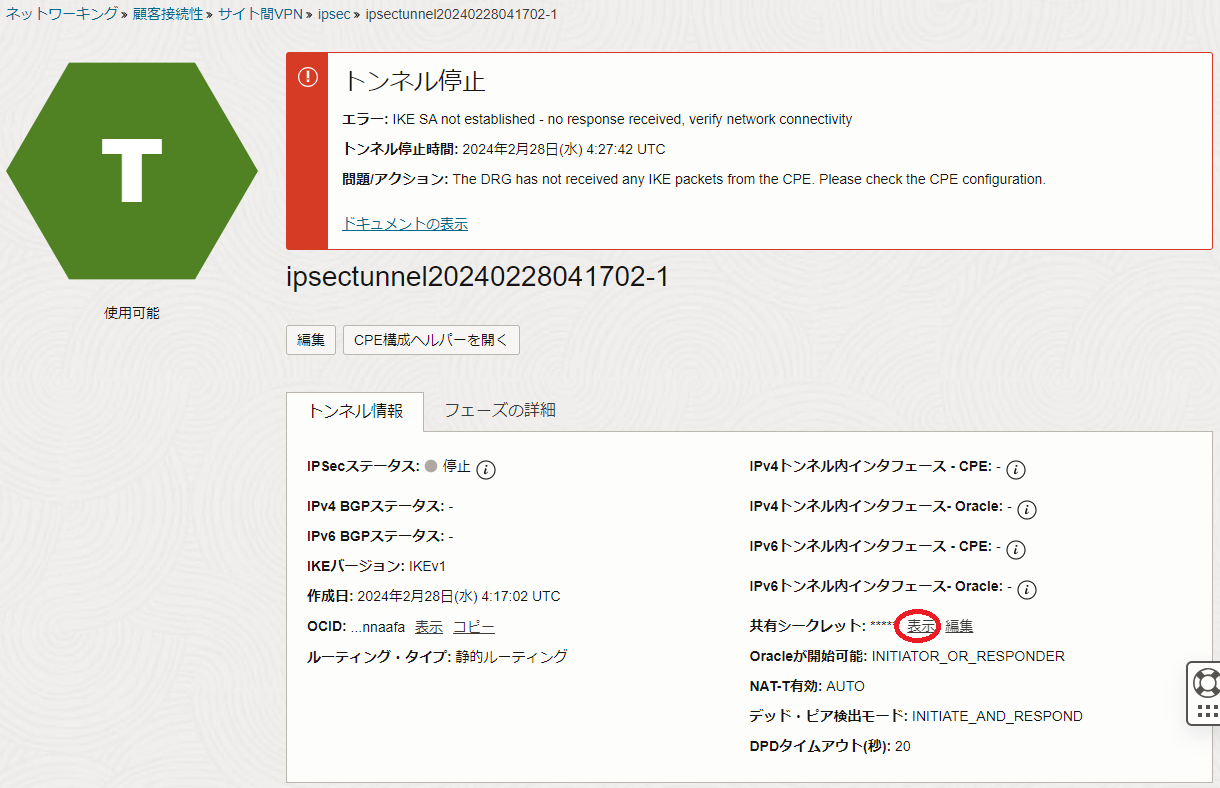 ネットワーキング » 顧客接続性 » サイト間VPN » ipsec » ipsectunnel20240228041702-1
T
使用可能
トンネル停止
エラー: IKE SA not established - no response received, verify network connectivity
トンネル停止時間: 2024年2月28日(水) 4:27:42 UTC
問題/アクション: The DRG has not received any IKE packets from the CPE. Please check the CPE configuration.
ドキュメントの表示
ipsectunnel20240228041702-1
編集 CPE構成ヘルパーを開く
トンネル情報 フェーズの詳細
IPSecステータス: 停止
IPv4 BGPステータス: -
IPv6 BGPステータス: -
IKEバージョン: IKEv1
作成日: 2024年2月28日(水) 4:17:02 UTC
OCID: ...nnaafa 表示 コピー
ルーティング・タイプ: 静的ルーティング
IPv4トンネル内インタフェース - CPE: -
IPv4トンネル内インタフェース- Oracle: -
IPv6トンネル内インタフェース - CPE: -
IPv6トンネル内インタフェース- Oracle: -
共有シークレット: ***** 表示 編集
Oracleが開始可能: INITIATOR_OR_RESPONDER
NAT-T有効: AUTO
デッド・ピア検出モード: INITIATE_AND_RESPOND
DPDタイムアウト(秒): 20